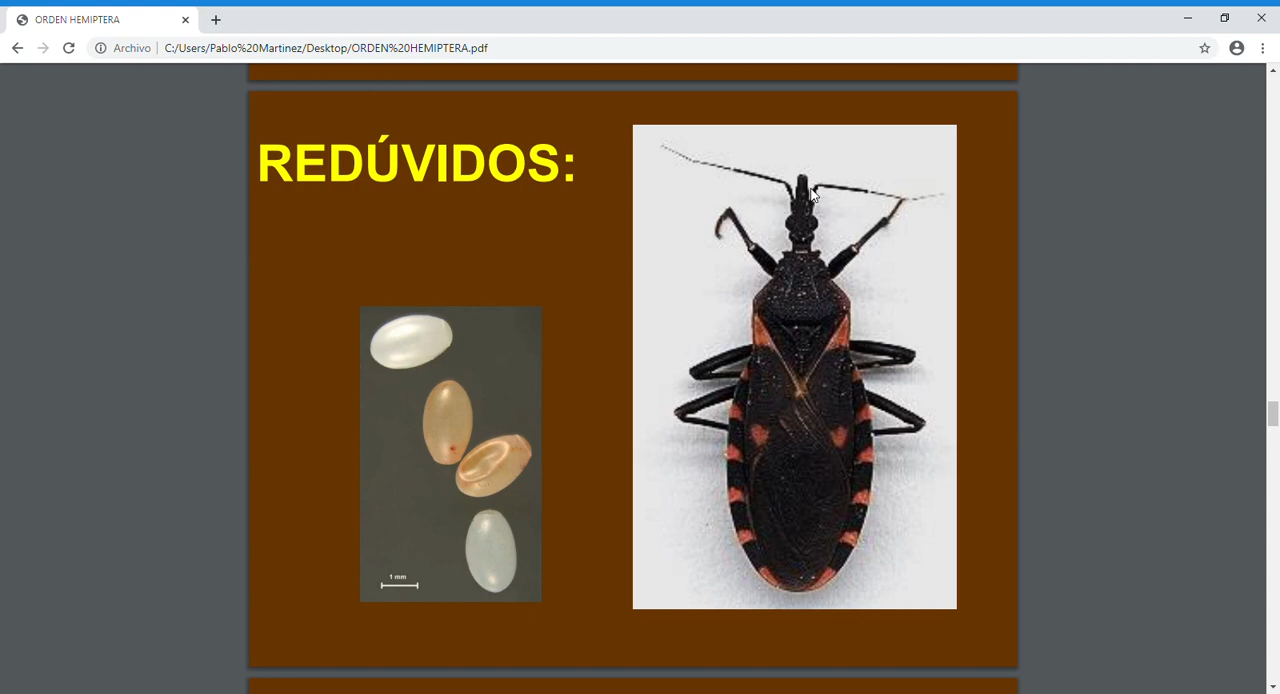 ORDEN HEMIPTERA
Archivo
C:/Users/Pablo%20Martinez/Desktop/ORDEN%20HEMIPTERA.pdf
REDÚVIDOS:
1 mm